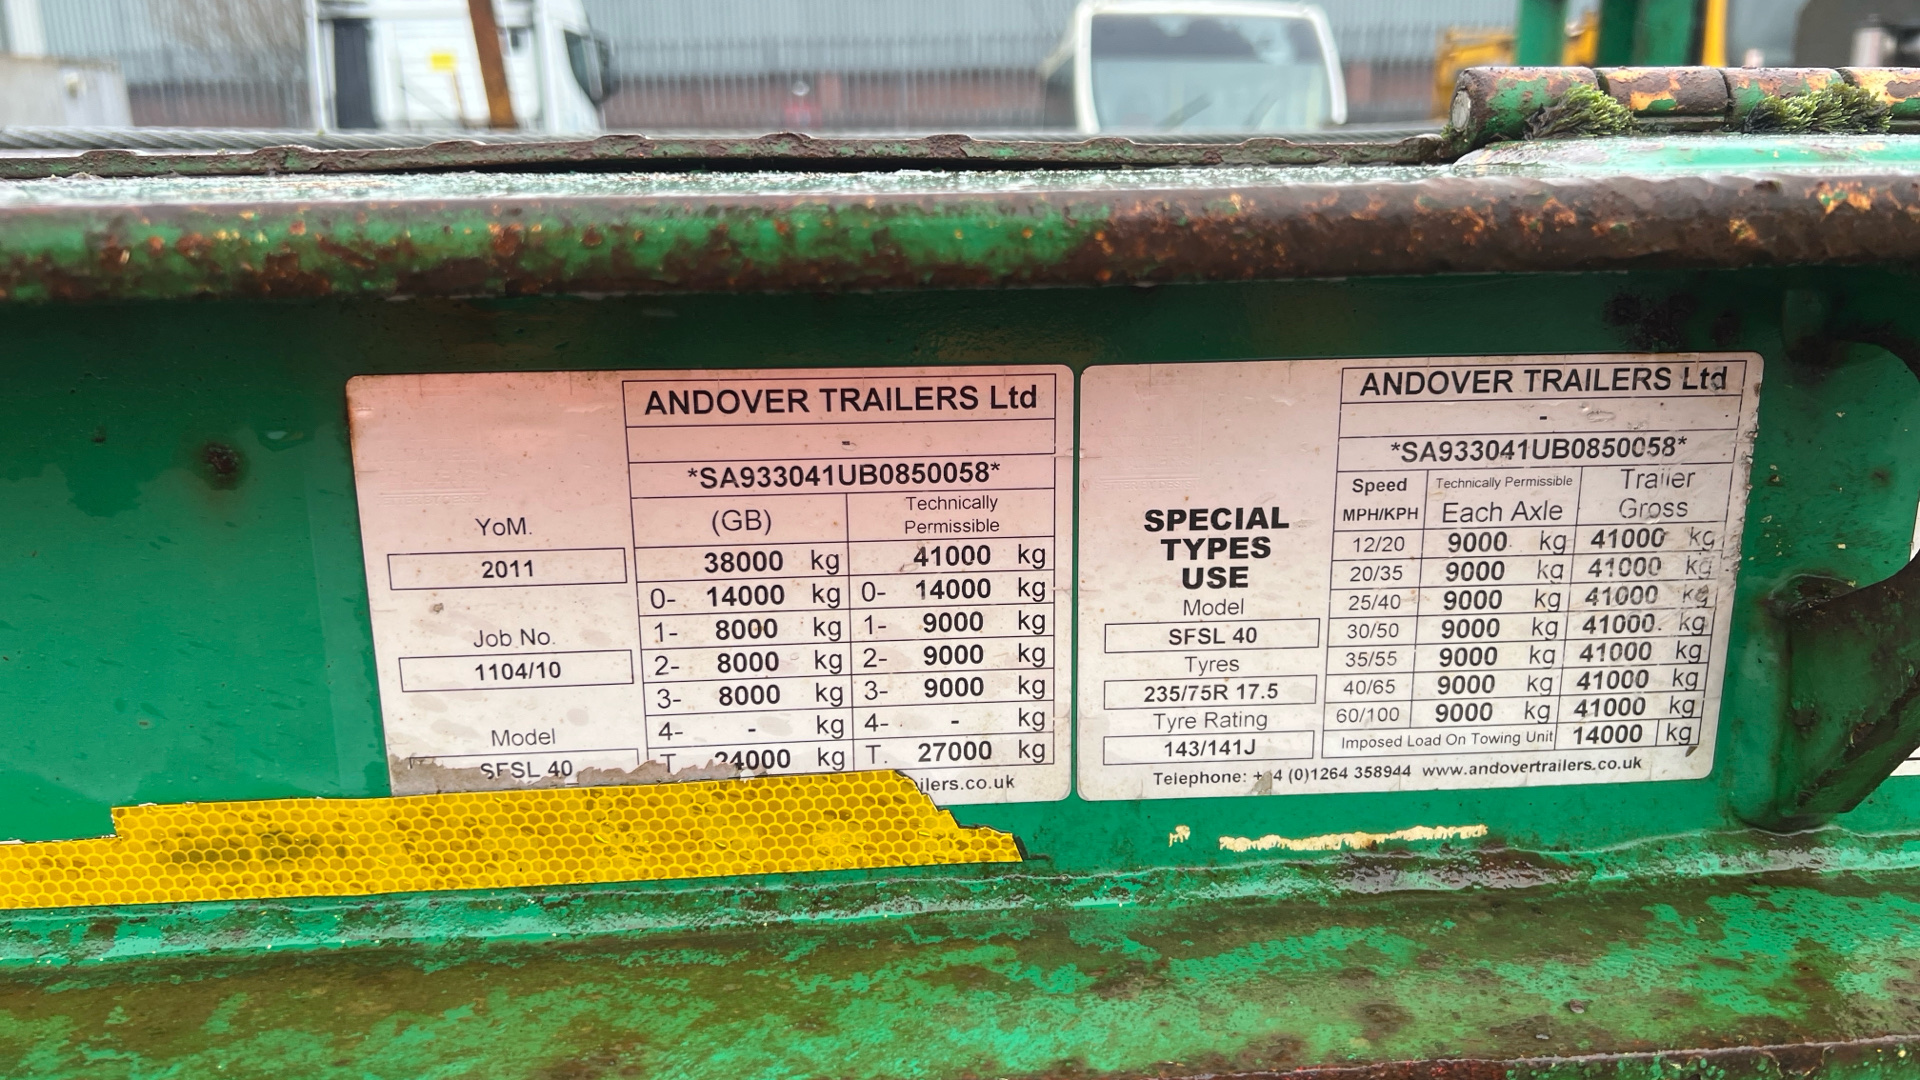 ANDOVER TRAILERS Ltd
-
*SA933041UB0850058*
YoM.
2011
Job No.
1104/10
Model
SFSL 40
(GB) Technically Permissible
38000 kg 41000 kg
0- 14000 kg 0- 14000 kg
1- 8000 kg 1- 9000 kg
2- 8000 kg 2- 9000 kg
3- 8000 kg 3- 9000 kg
4- - kg 4- - kg
T. 24000 kg T. 27000 kg
ilers.co.uk
ANDOVER TRAILERS Ltd
-
*SA933041UB0850058*
SPECIAL
TYPES
USE
Model
SFSL 40
Tyres
235/75R 17.5
Tyre Rating
143/141J
Speed MPH/KPH Technically Permissible Each Axle Trailer Gross
12/20 9000 kg 41000 kg
20/35 9000 kg 41000 kg
25/40 9000 kg 41000 kg
30/50 9000 kg 41000 kg
35/55 9000 kg 41000 kg
40/65 9000 kg 41000 kg
60/100 9000 kg 41000 kg
Imposed Load On Towing Unit 14000 kg
Telephone: +44 (0)1264 358944 www.andovertrailers.co.uk